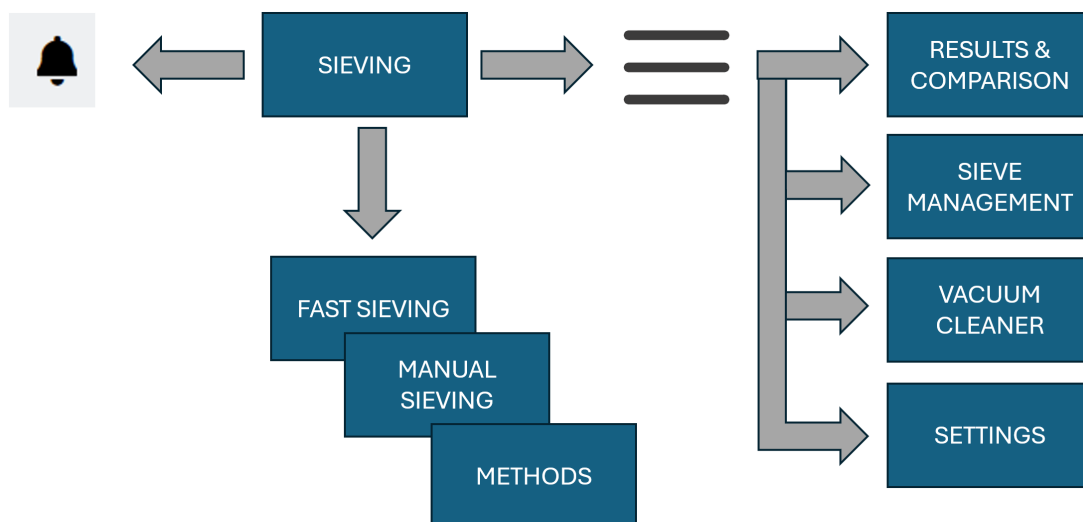 SIEVING
RESULTS &
COMPARISON
SIEVE
MANAGEMENT
VACUUM
CLEANER
SETTINGS
FAST SIEVING
MANUAL
SIEVING
METHODS